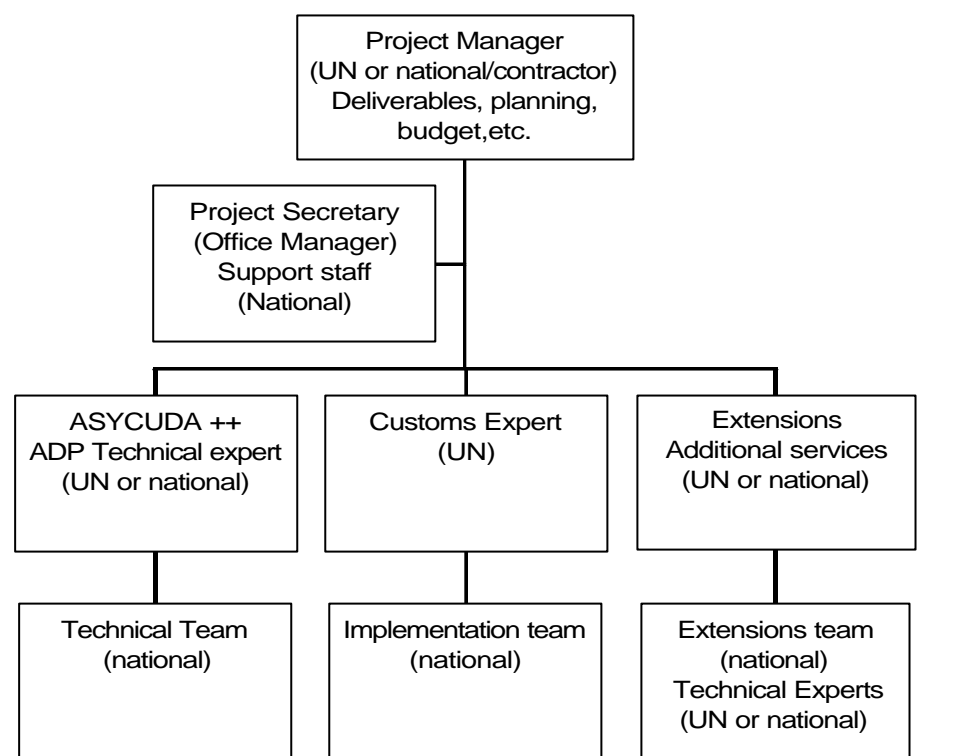 Project Manager
(UN or national/contractor)
Deliverables, planning,
budget,etc.
Project Secretary
(Office Manager)
Support staff
(National)
ASYCUDA ++
ADP Technical expert
(UN or national)
Customs Expert
(UN)
Extensions
Additional services
(UN or national)
Technical Team
(national)
Implementation team
(national)
Extensions team
(national)
Technical Experts
(UN or national)